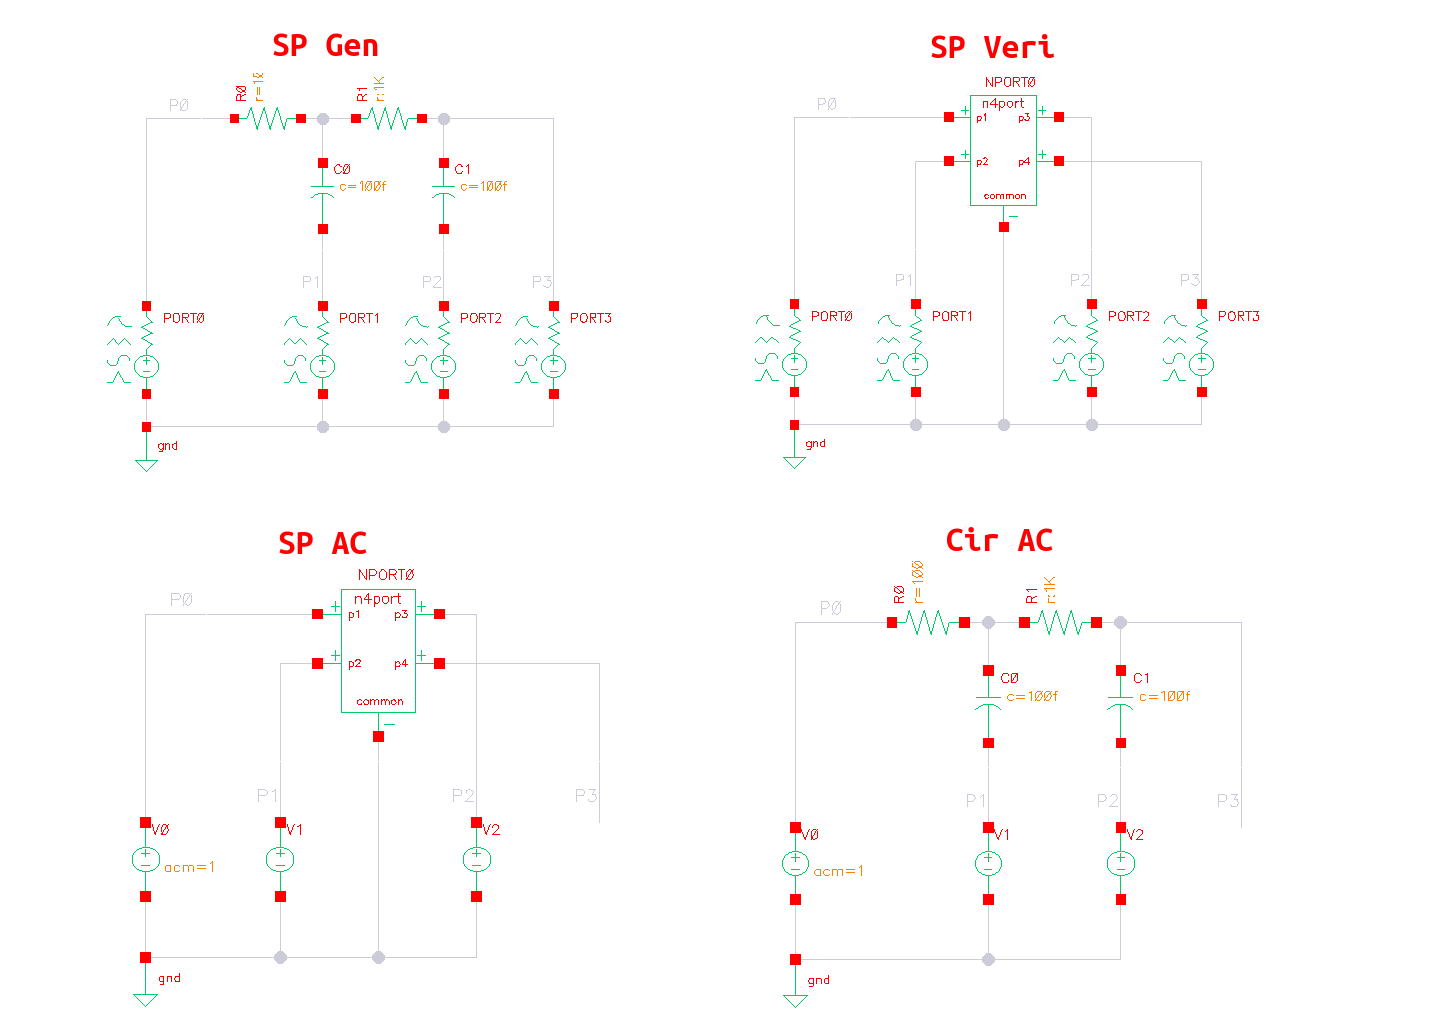 SP Gen
P0
R0
r=10
R1
r:1K
C0
c=100f
C1
c=100f
P1
P2
P3
PORT0
PORT1
PORT2
PORT3
gnd
SP Veri
NPORT0
n4port
P0
p1
p3
p2
p4
common
P1
P2
P3
PORT0
PORT1
PORT2
PORT3
gnd
SP AC
NPORT0
n4port
P0
p1
p3
p2
p4
common
P1
P2
P3
V0
V1
V2
acm=1
gnd
Cir AC
P0
R0
r=100
R1
r:1K
C0
c=100f
C1
c=100f
P1
P2
P3
V0
V1
V2
acm=1
gnd